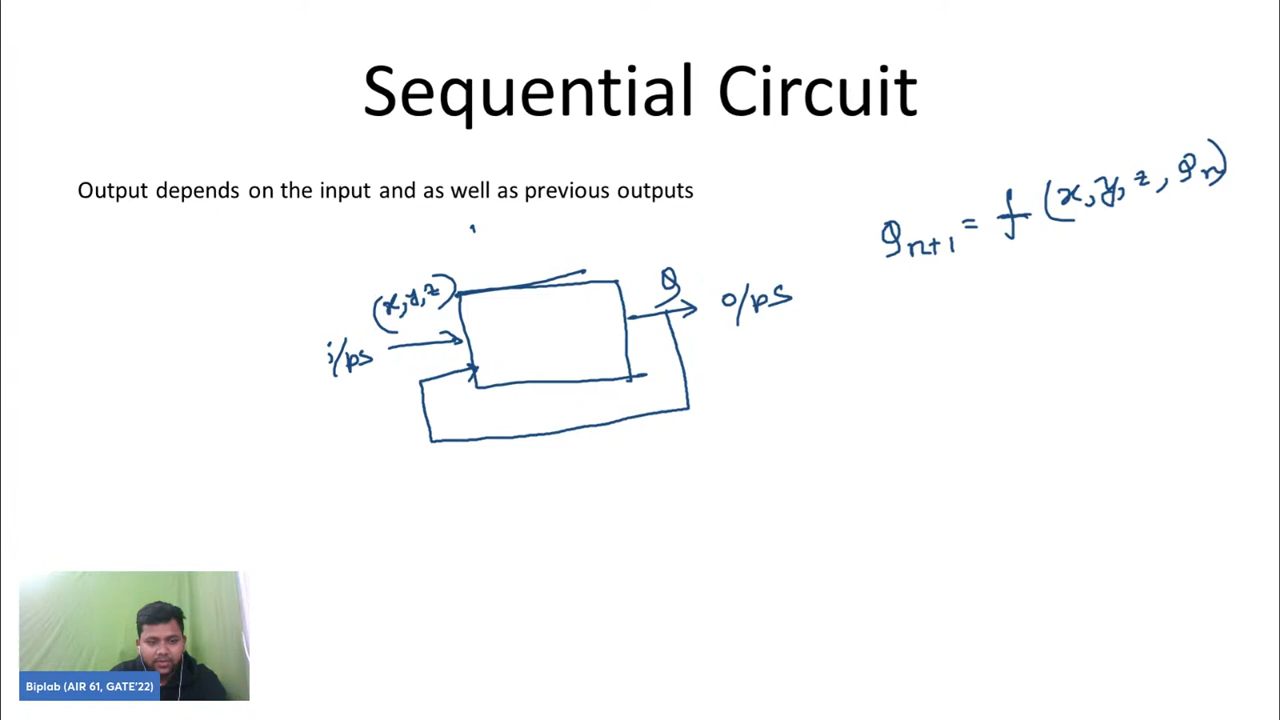 Sequential Circuit
Output depends on the input and as well as previous outputs
Qn+1 = f (x, y, z, Qn)
(x, y, z)
Q
o/ps
i/ps
Biplab (AIR 61, GATE'22)